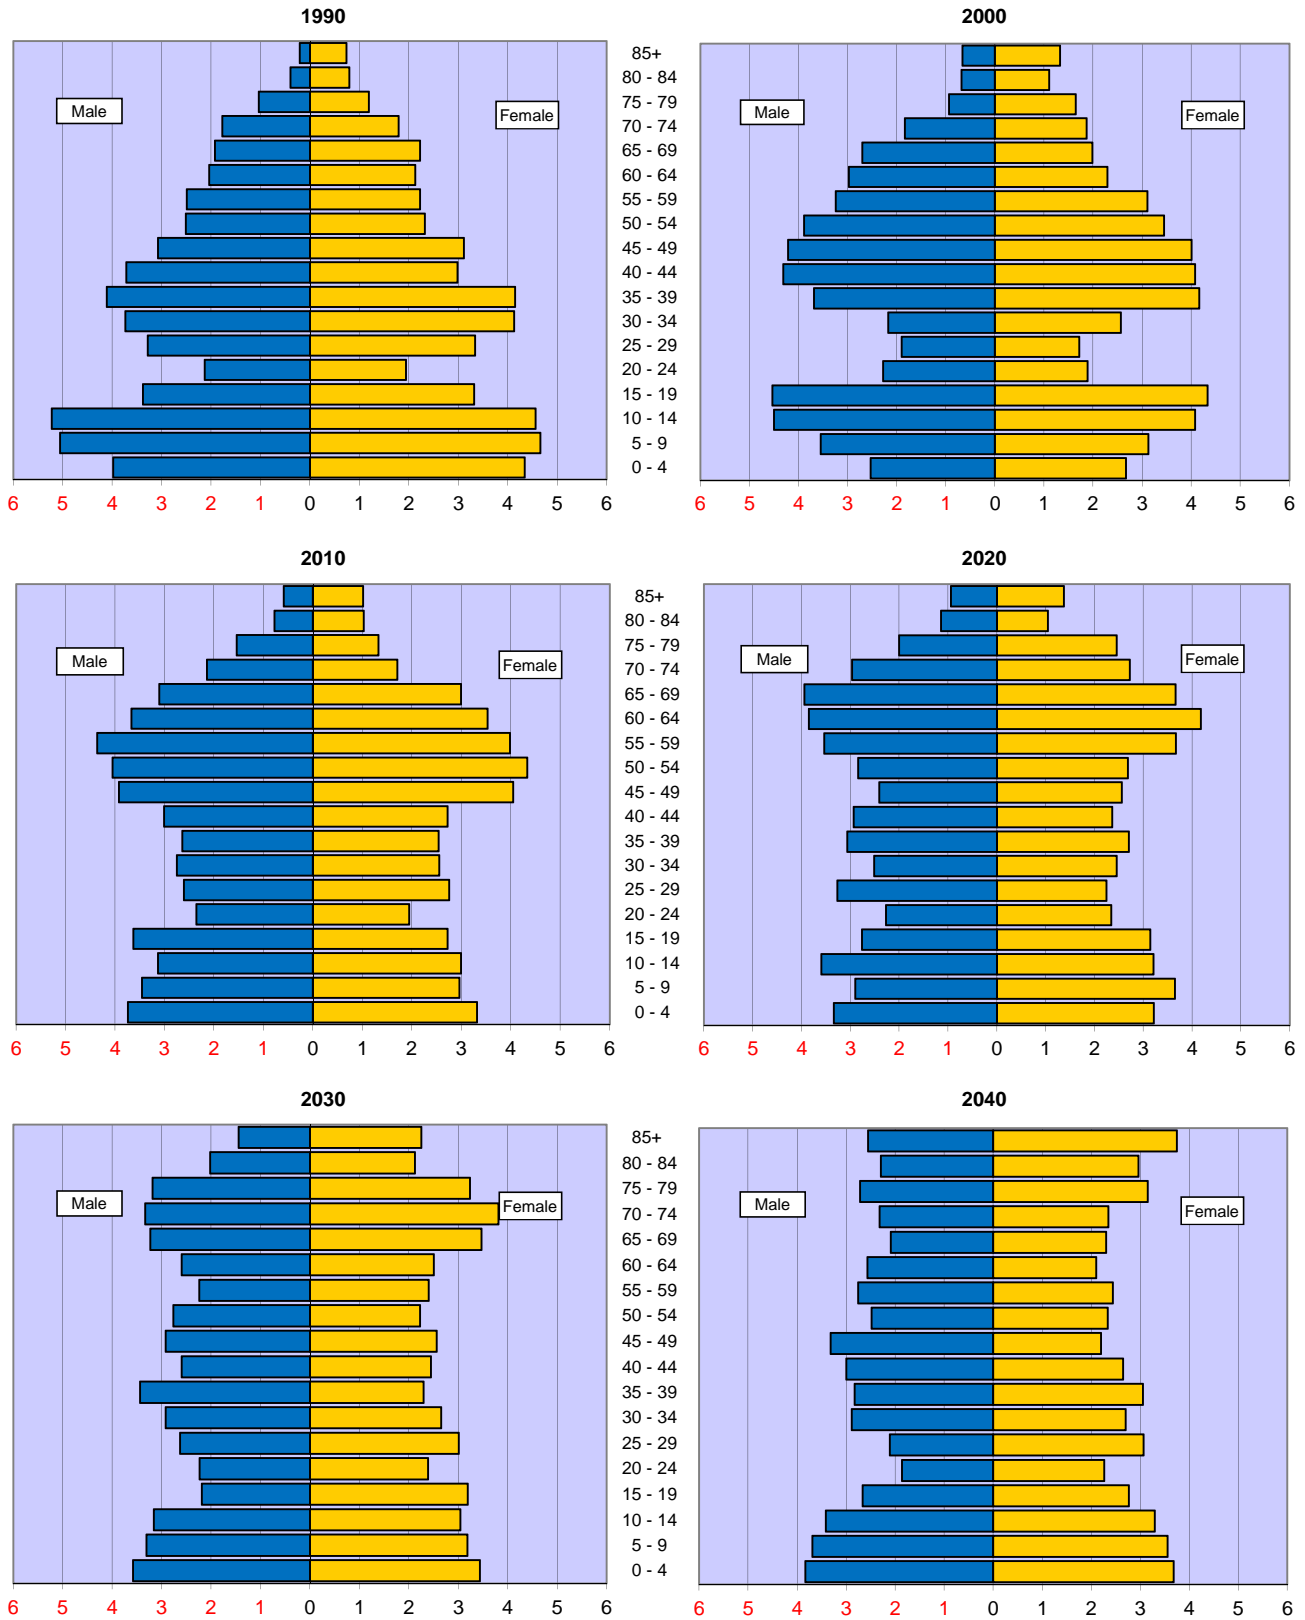 1990
2000
85+
80 - 84
75 - 79
70 - 74
65 - 69
60 - 64
55 - 59
50 - 54
45 - 49
40 - 44
35 - 39
30 - 34
25 - 29
20 - 24
15 - 19
10 - 14
5 - 9
0 - 4
Male
Female
Male
Female
6 5 4 3 2 1 0 1 2 3 4 5 6
6 5 4 3 2 1 0 1 2 3 4 5 6
2010
2020
85+
80 - 84
75 - 79
70 - 74
65 - 69
60 - 64
55 - 59
50 - 54
45 - 49
40 - 44
35 - 39
30 - 34
25 - 29
20 - 24
15 - 19
10 - 14
5 - 9
0 - 4
Male
Female
Male
Female
6 5 4 3 2 1 0 1 2 3 4 5 6
6 5 4 3 2 1 0 1 2 3 4 5 6
2030
2040
85+
80 - 84
75 - 79
70 - 74
65 - 69
60 - 64
55 - 59
50 - 54
45 - 49
40 - 44
35 - 39
30 - 34
25 - 29
20 - 24
15 - 19
10 - 14
5 - 9
0 - 4
Male
Female
Male
Female
6 5 4 3 2 1 0 1 2 3 4 5 6
6 5 4 3 2 1 0 1 2 3 4 5 6